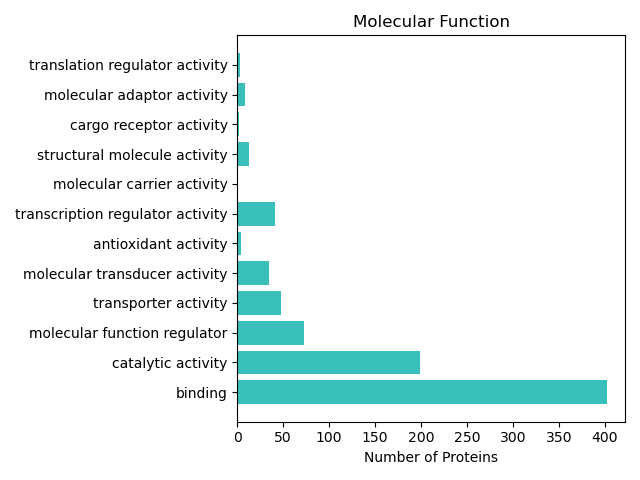 Molecular Function
translation regulator activity
molecular adaptor activity
cargo receptor activity
structural molecule activity
molecular carrier activity
transcription regulator activity
antioxidant activity
molecular transducer activity
transporter activity
molecular function regulator
catalytic activity
binding
0 50 100 150 200 250 300 350 400
Number of Proteins